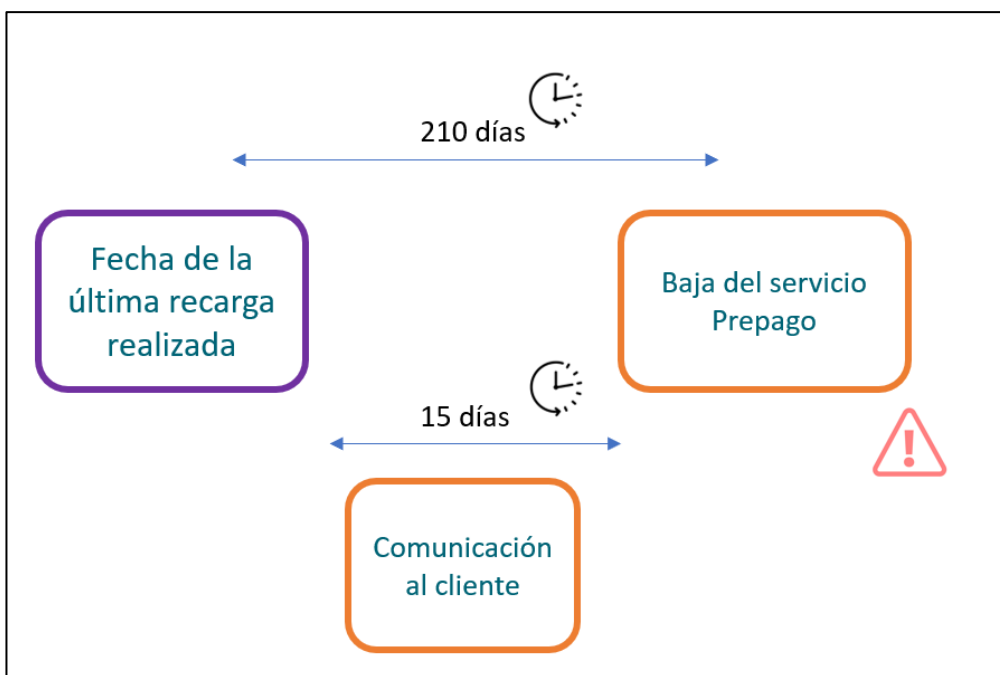 210 días
Fecha de la
última recarga
realizada
Baja del servicio
Prepago
15 días
Comunicación
al cliente